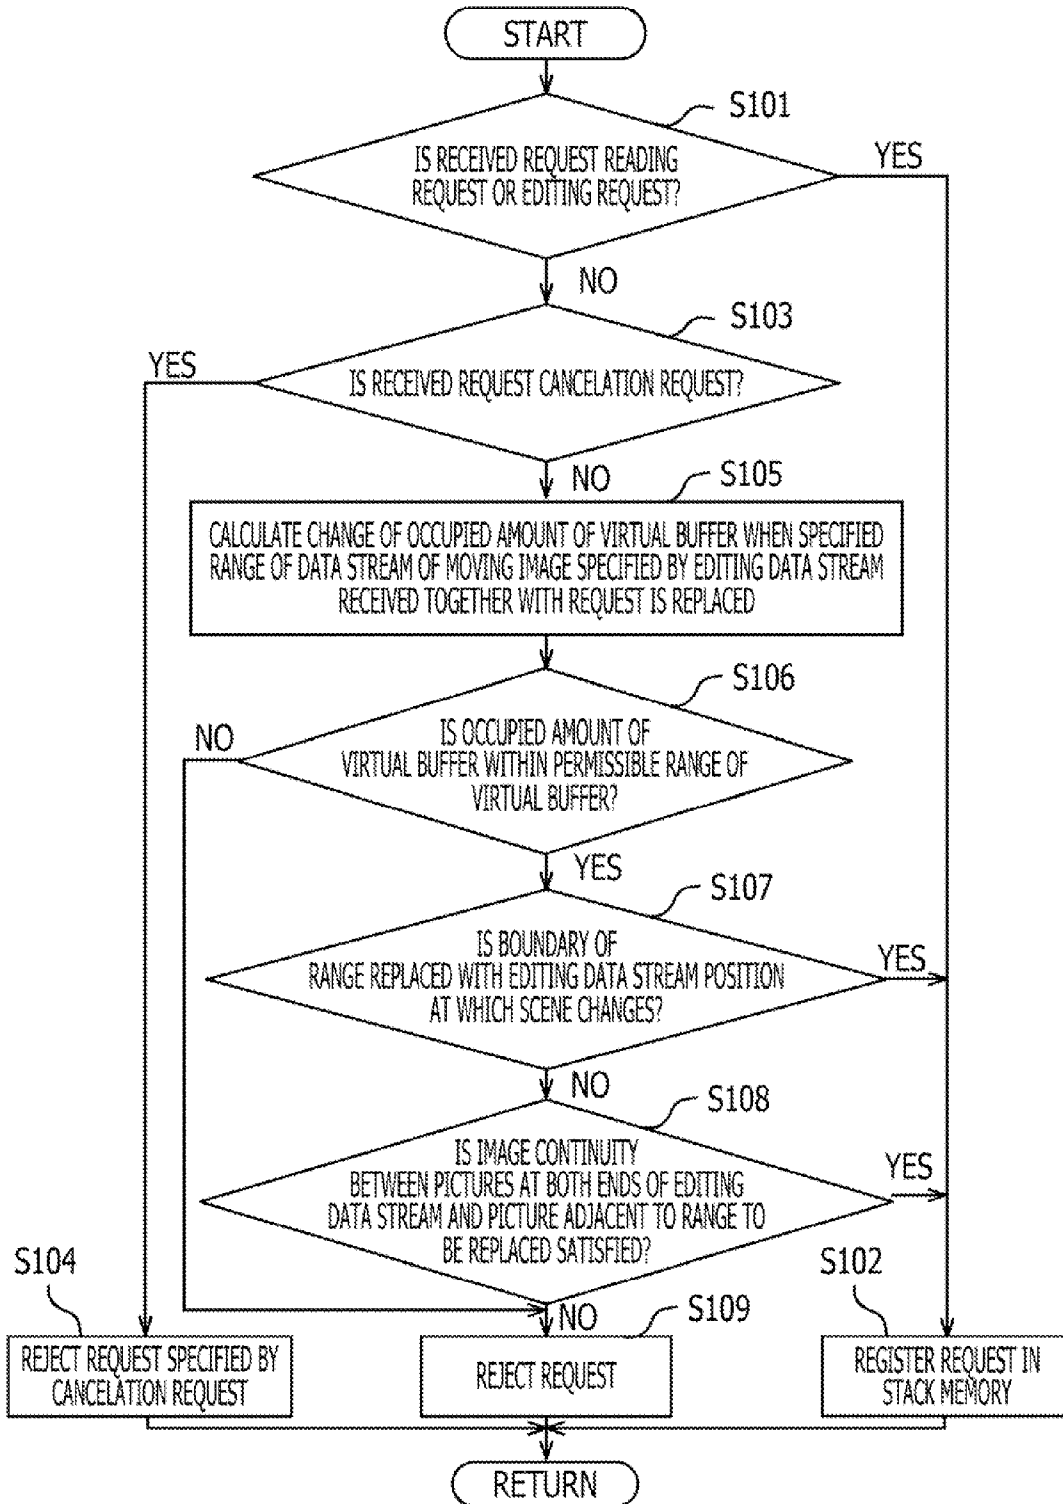 START
S101
IS RECEIVED REQUEST READING
REQUEST OR EDITING REQUEST?
YES
NO
S103
YES
IS RECEIVED REQUEST CANCELATION REQUEST?
NO
S105
CALCULATE CHANGE OF OCCUPIED AMOUNT OF VIRTUAL BUFFER WHEN SPECIFIED
RANGE OF DATA STREAM OF MOVING IMAGE SPECIFIED BY EDITING DATA STREAM
RECEIVED TOGETHER WITH REQUEST IS REPLACED
S106
NO
IS OCCUPIED AMOUNT OF
VIRTUAL BUFFER WITHIN PERMISSIBLE RANGE OF
VIRTUAL BUFFER?
YES
S107
IS BOUNDARY OF
RANGE REPLACED WITH EDITING DATA STREAM POSITION
AT WHICH SCENE CHANGES?
YES
NO
S108
IS IMAGE CONTINUITY
BETWEEN PICTURES AT BOTH ENDS OF EDITING
DATA STREAM AND PICTURE ADJACENT TO RANGE TO
BE REPLACED SATISFIED?
YES
NO
S104
REJECT REQUEST SPECIFIED BY
CANCELATION REQUEST
S109
REJECT REQUEST
S102
REGISTER REQUEST IN
STACK MEMORY
RETURN